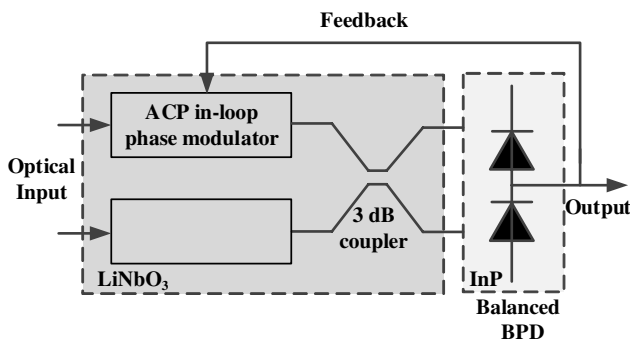 Feedback
ACP in-loop
phase modulator
Optical
Input
3 dB
coupler
LiNbO3
Output
InP
Balanced
BPD